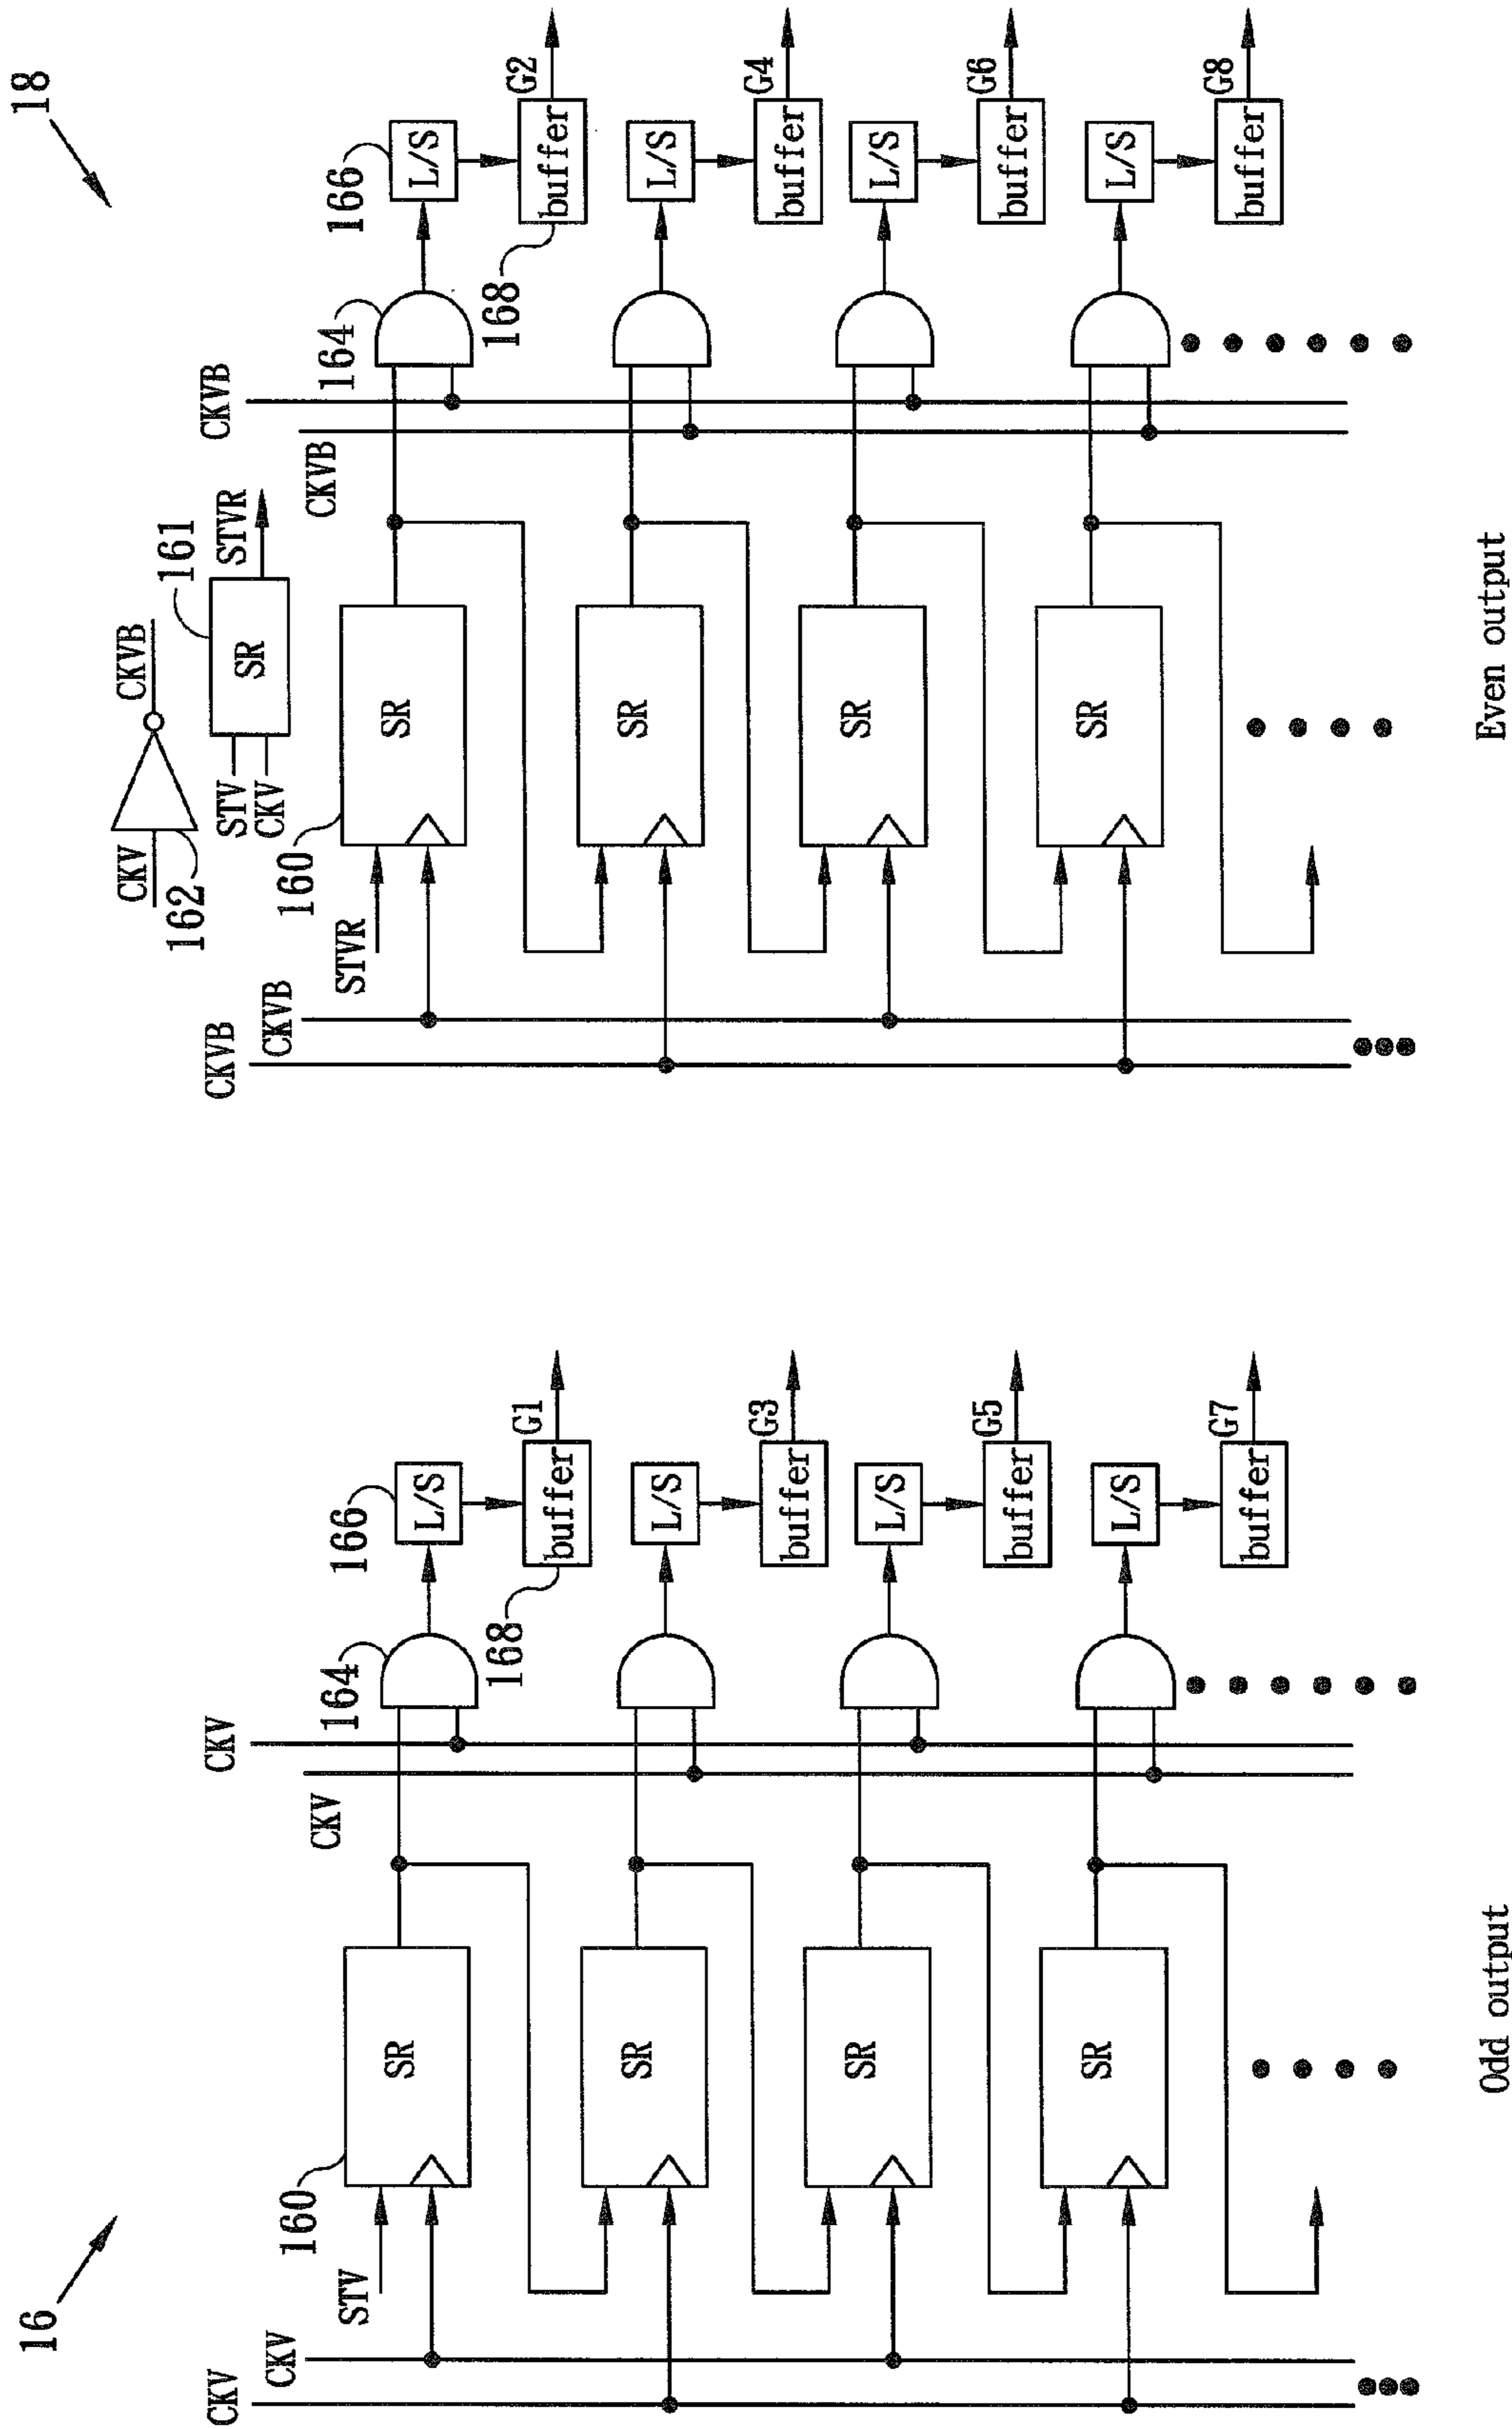 16
CKV
CKV
STV
160
SR
CKV
CKV
164
166
L/S
168
buffer
G1
SR
L/S
buffer
G3
SR
L/S
buffer
G5
SR
L/S
buffer
G7
Odd output
18
CKV
162
CKVB
STV
CKV
SR
161
STVR
CKVB
CKVB
STVR
160
SR
CKVB
CKVB
164
166
L/S
168
buffer
G2
SR
L/S
buffer
G4
SR
L/S
buffer
G6
SR
L/S
buffer
G8
Even output